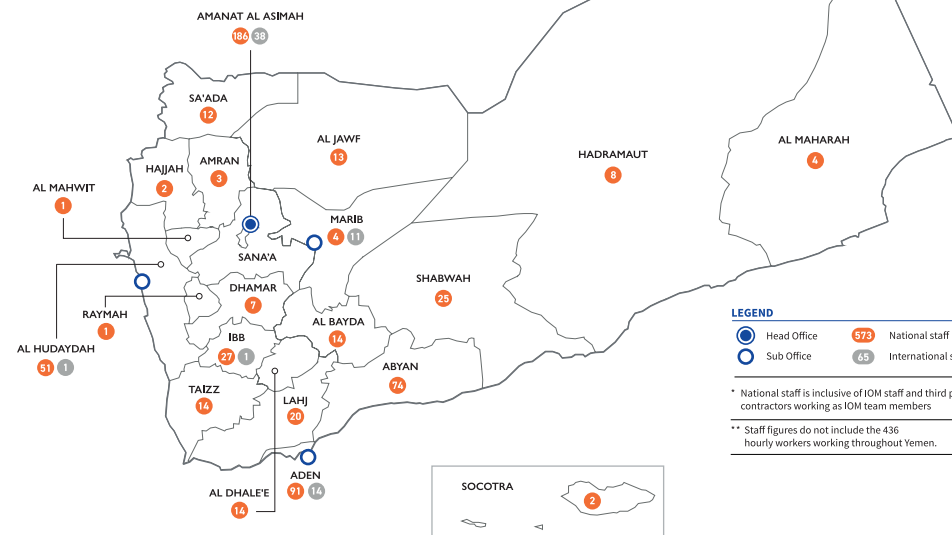 AMANAT AL ASIMAH
186 38
SA'ADA
12
AL JAWF
13
AMRAN
3
HAJJAH
2
HADRAMAUT
8
AL MAHARAH
4
AL MAHWIT
1
MARIB
4 11
SANA'A
SHABWAH
25
DHAMAR
7
RAYMAH
1
AL HUDAYDAH
51 1
IBB
27 1
AL BAYDA
14
ABYAN
74
TAIZZ
14
LAHJ
20
ADEN
91 14
AL DHALE'E
14
SOCOTRA
2
LEGEND
Head Office 573 National staff
Sub Office 65 International s
* National staff is inclusive of IOM staff and third p
contractors working as IOM team members
** Staff figures do not include the 436
hourly workers working throughout Yemen.